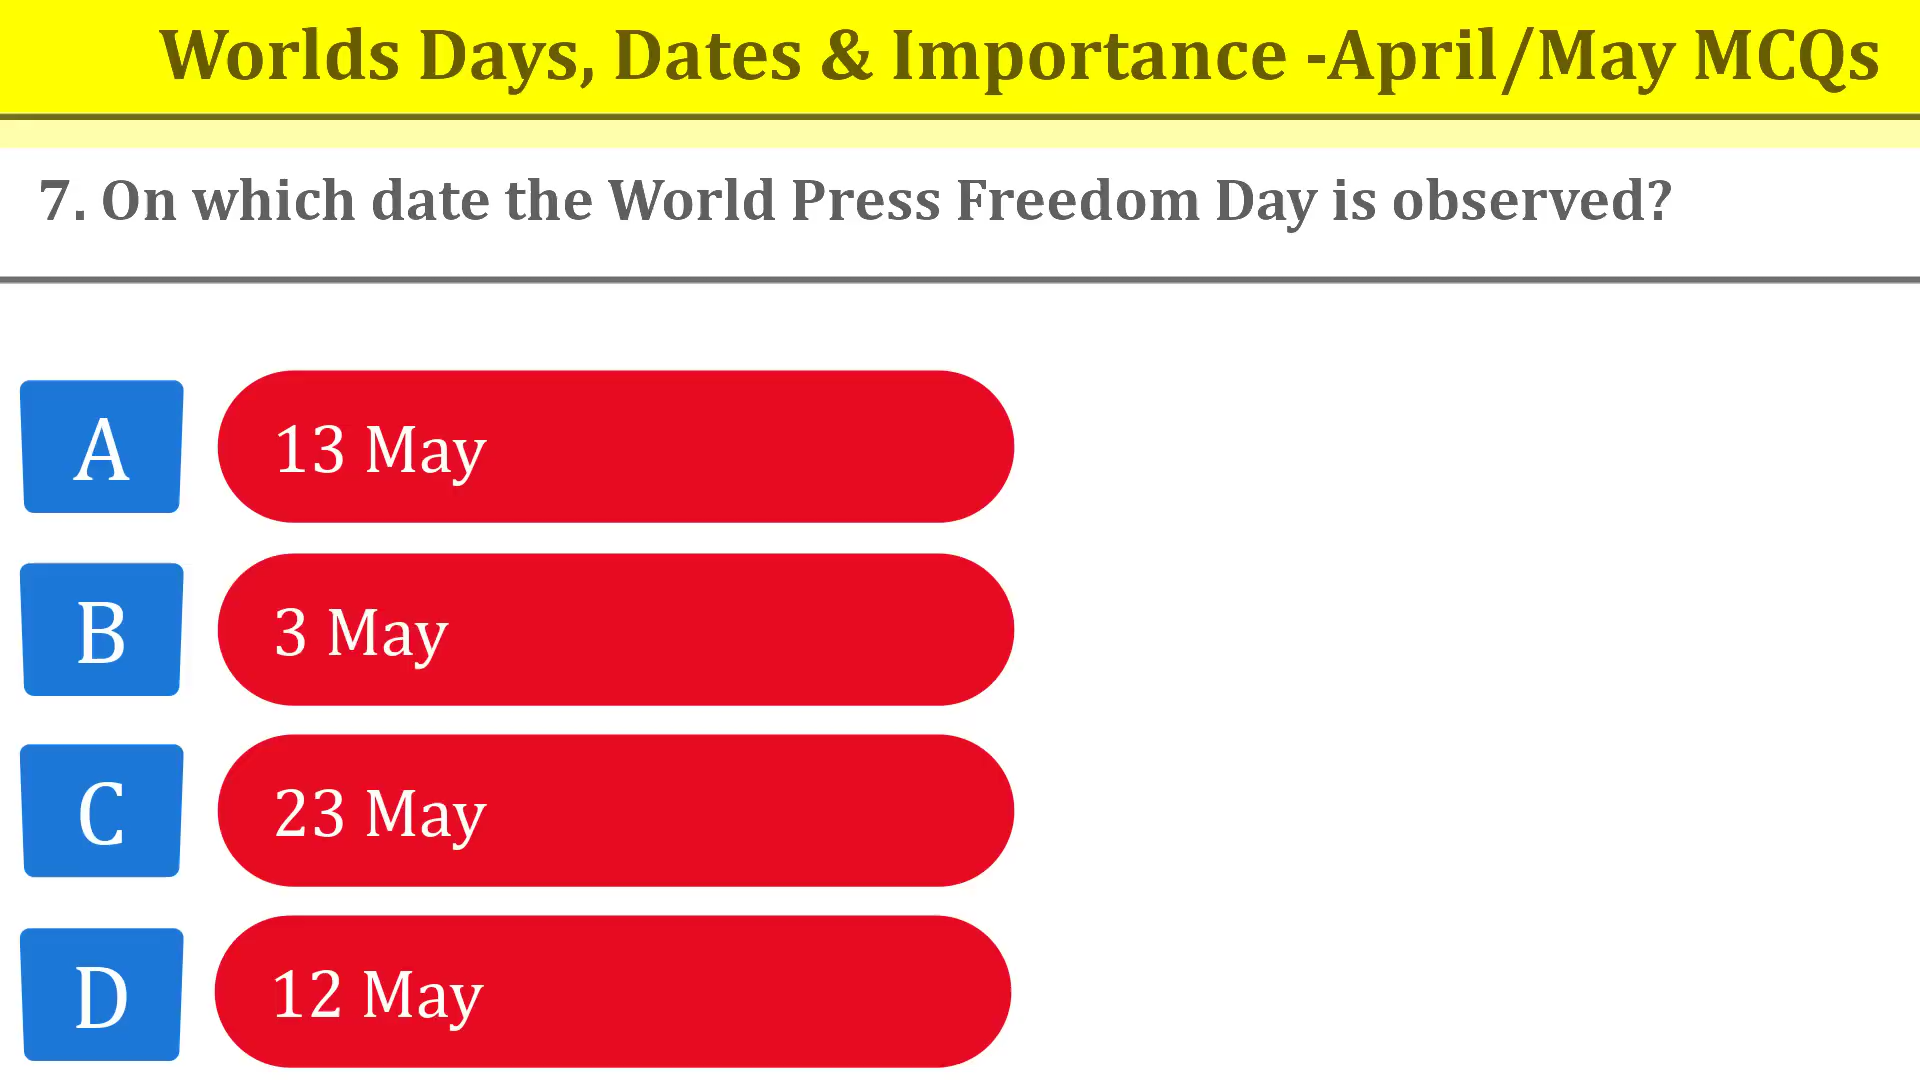 Worlds Days, Dates & Importance -April/May MCQs
7. On which date the World Press Freedom Day is observed?
A 13 May
B 3 May
C 23 May
D 12 May